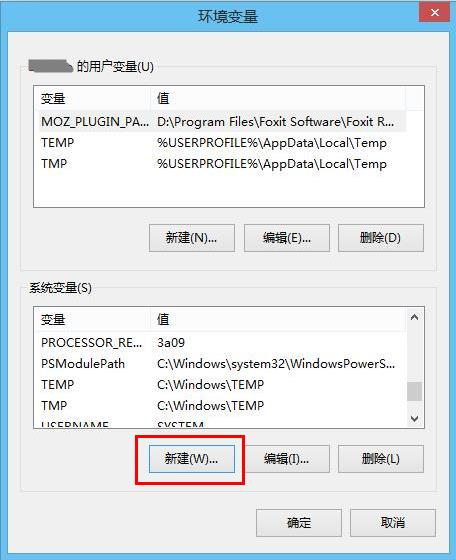 环境变量
的用户变量(U)
变量 值
MOZ_PLUGIN_PA... D:\Program Files\Foxit Software\Foxit R...
TEMP %USERPROFILE%\AppData\Local\Temp
TMP %USERPROFILE%\AppData\Local\Temp
新建(N)... 编辑(E)... 删除(D)
系统变量(S)
变量 值
PROCESSOR_RE... 3a09
PSModulePath C:\Windows\system32\WindowsPowerS...
TEMP C:\Windows\TEMP
TMP C:\Windows\TEMP
USERNAME SYSTEM
新建(W)... 编辑(I)... 删除(L)
确定 取消